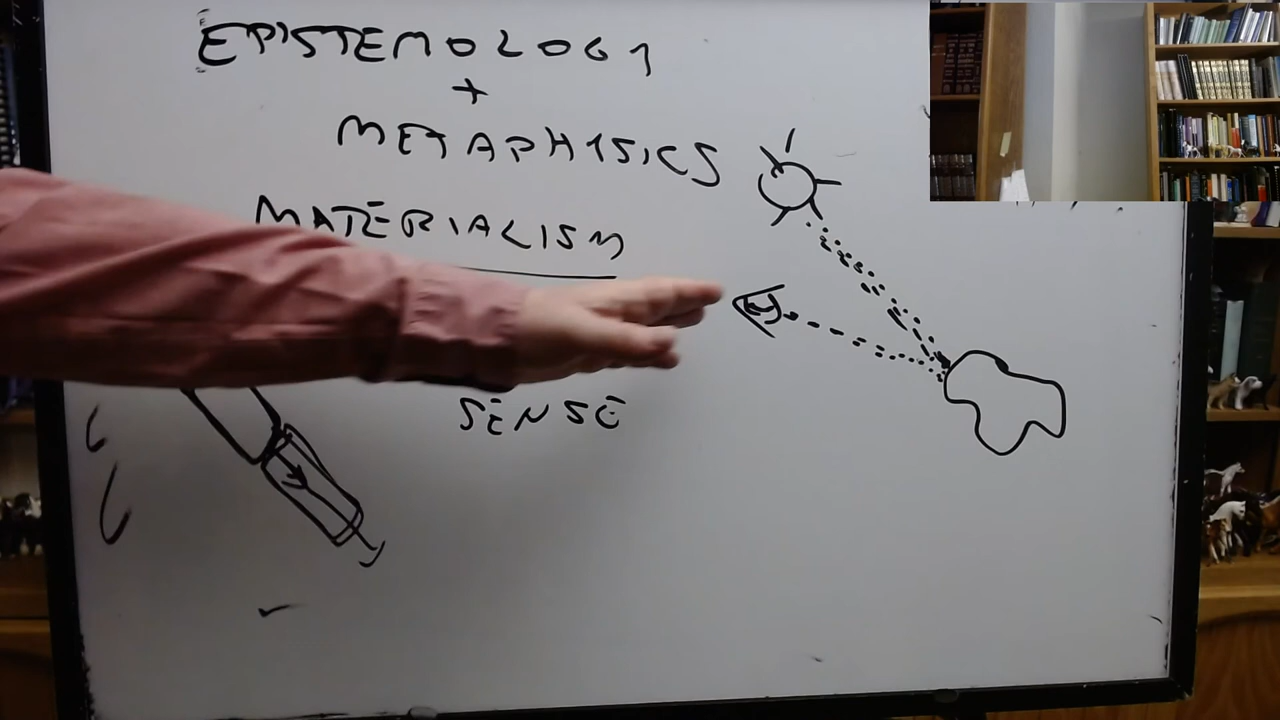 EPISTEMOLOGY
+
METAPHYSICS
MATERIALISM
SENSE